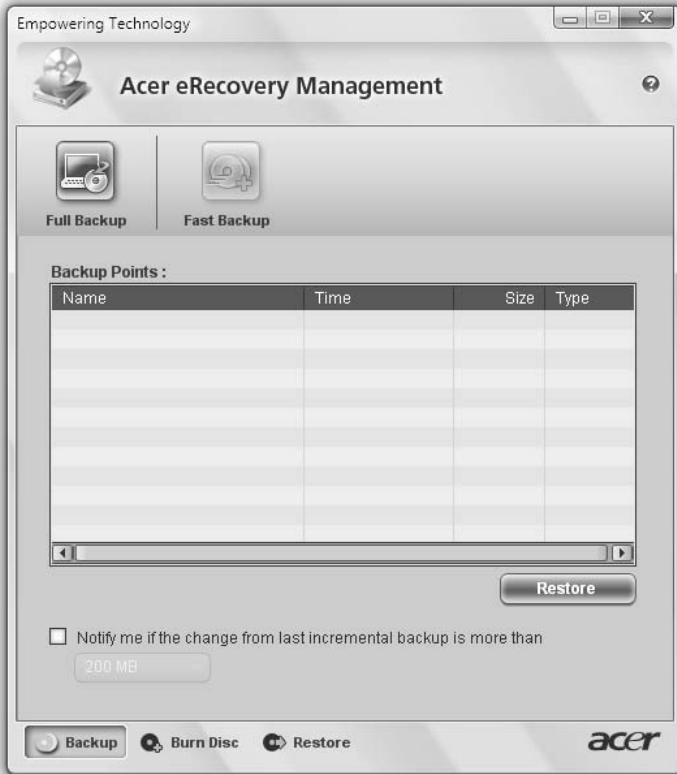 Empowering Technology
Acer eRecovery Management
Full Backup
Fast Backup
Backup Points :
Name Time Size Type
Restore
Notify me if the change from last incremental backup is more than
200 MB
Backup Burn Disc Restore acer